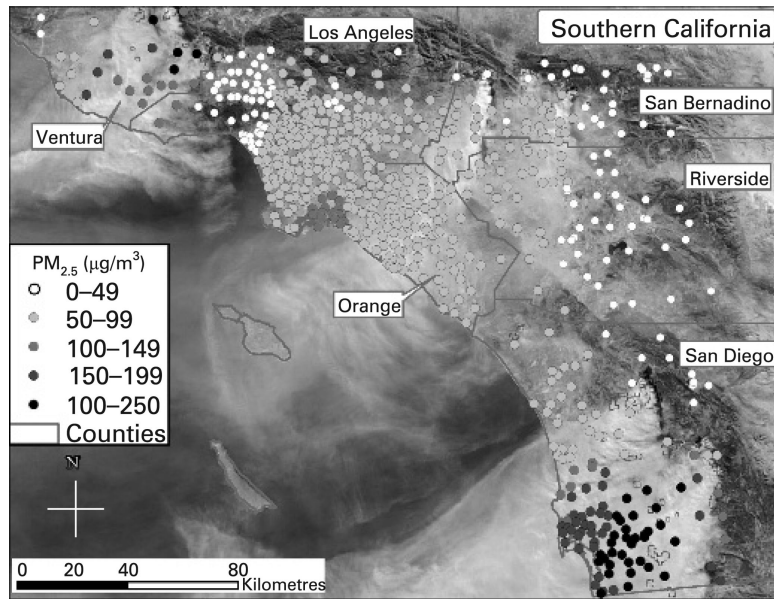 Southern California
Los Angeles
San Bernadino
Ventura
Riverside
PM2.5 (μg/m3)
0–49
50–99
100–149
150–199
100–250
Counties
Orange
San Diego
N
0 20 40 80
Kilometres